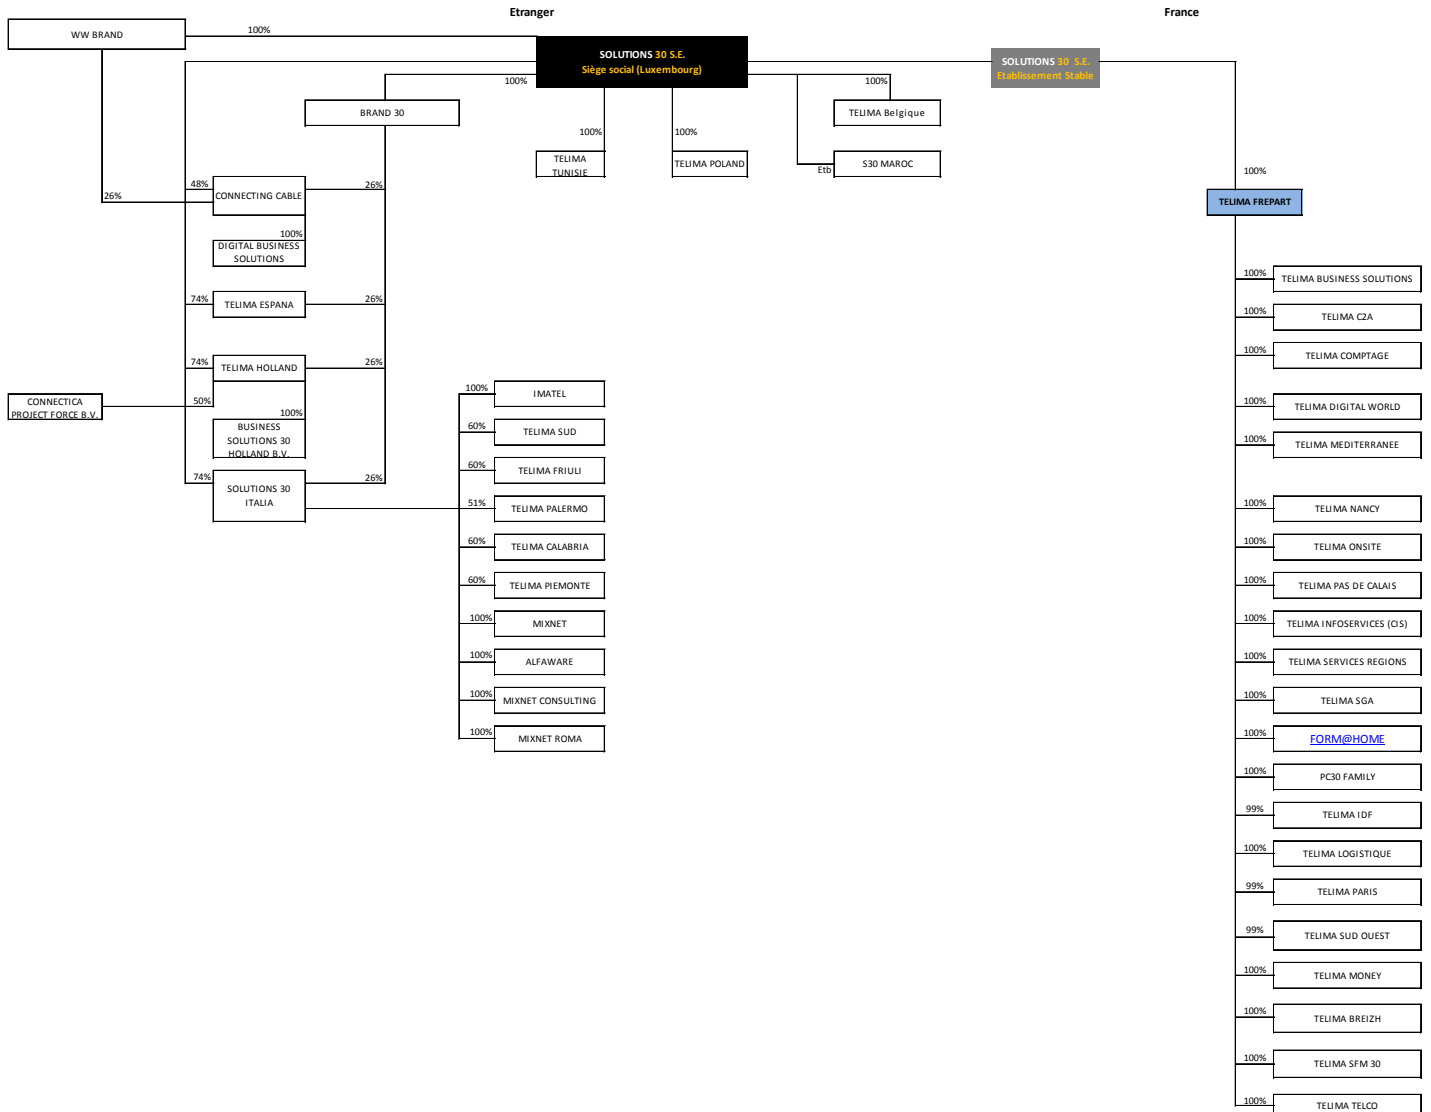 Etranger
France
WW BRAND
100%
SOLUTIONS 30 S.E.
Siège social (Luxembourg)
SOLUTIONS 30 S.E.
Etablissement Stable
100%
100%
BRAND 30
TELIMA Belgique
100%
100%
TELIMA
TUNISIE
TELIMA POLAND
Etb
S30 MAROC
100%
TELIMA FREPART
48%
CONNECTING CABLE
26%
26%
100%
DIGITAL BUSINESS
SOLUTIONS
74%
TELIMA ESPANA
26%
74%
TELIMA HOLLAND
26%
CONNECTICA
PROJECT FORCE B.V.
50%
100%
BUSINESS
SOLUTIONS 30
HOLLAND B.V.
74%
SOLUTIONS 30
ITALIA
26%
100%
IMATEL
60%
TELIMA SUD
60%
TELIMA FRIULI
51%
TELIMA PALERMO
60%
TELIMA CALABRIA
60%
TELIMA PIEMONTE
100%
MIXNET
100%
ALFAWARE
100%
MIXNET CONSULTING
100%
MIXNET ROMA
100%
TELIMA BUSINESS SOLUTIONS
100%
TELIMA C2A
100%
TELIMA COMPTAGE
100%
TELIMA DIGITAL WORLD
100%
TELIMA MEDITERRANEE
100%
TELIMA NANCY
100%
TELIMA ONSITE
100%
TELIMA PAS DE CALAIS
100%
TELIMA INFOSERVICES (CIS)
100%
TELIMA SERVICES REGIONS
100%
TELIMA SGA
100%
FORM@HOME
100%
PC30 FAMILY
99%
TELIMA IDF
100%
TELIMA LOGISTIQUE
99%
TELIMA PARIS
99%
TELIMA SUD OUEST
100%
TELIMA MONEY
100%
TELIMA BREIZH
100%
TELIMA SFM 30
100%
TELIMA TELCO